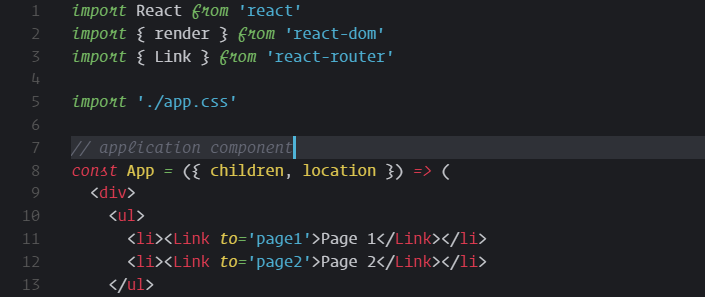 1 import React from 'react'
2 import { render } from 'react-dom'
3 import { Link } from 'react-router'
4
5 import './app.css'
6
7 // application component
8 const App = ({ children, location }) => (
9   <div>
10     <ul>
11       <li><Link to='page1'>Page 1</Link></li>
12       <li><Link to='page2'>Page 2</Link></li>
13     </ul>